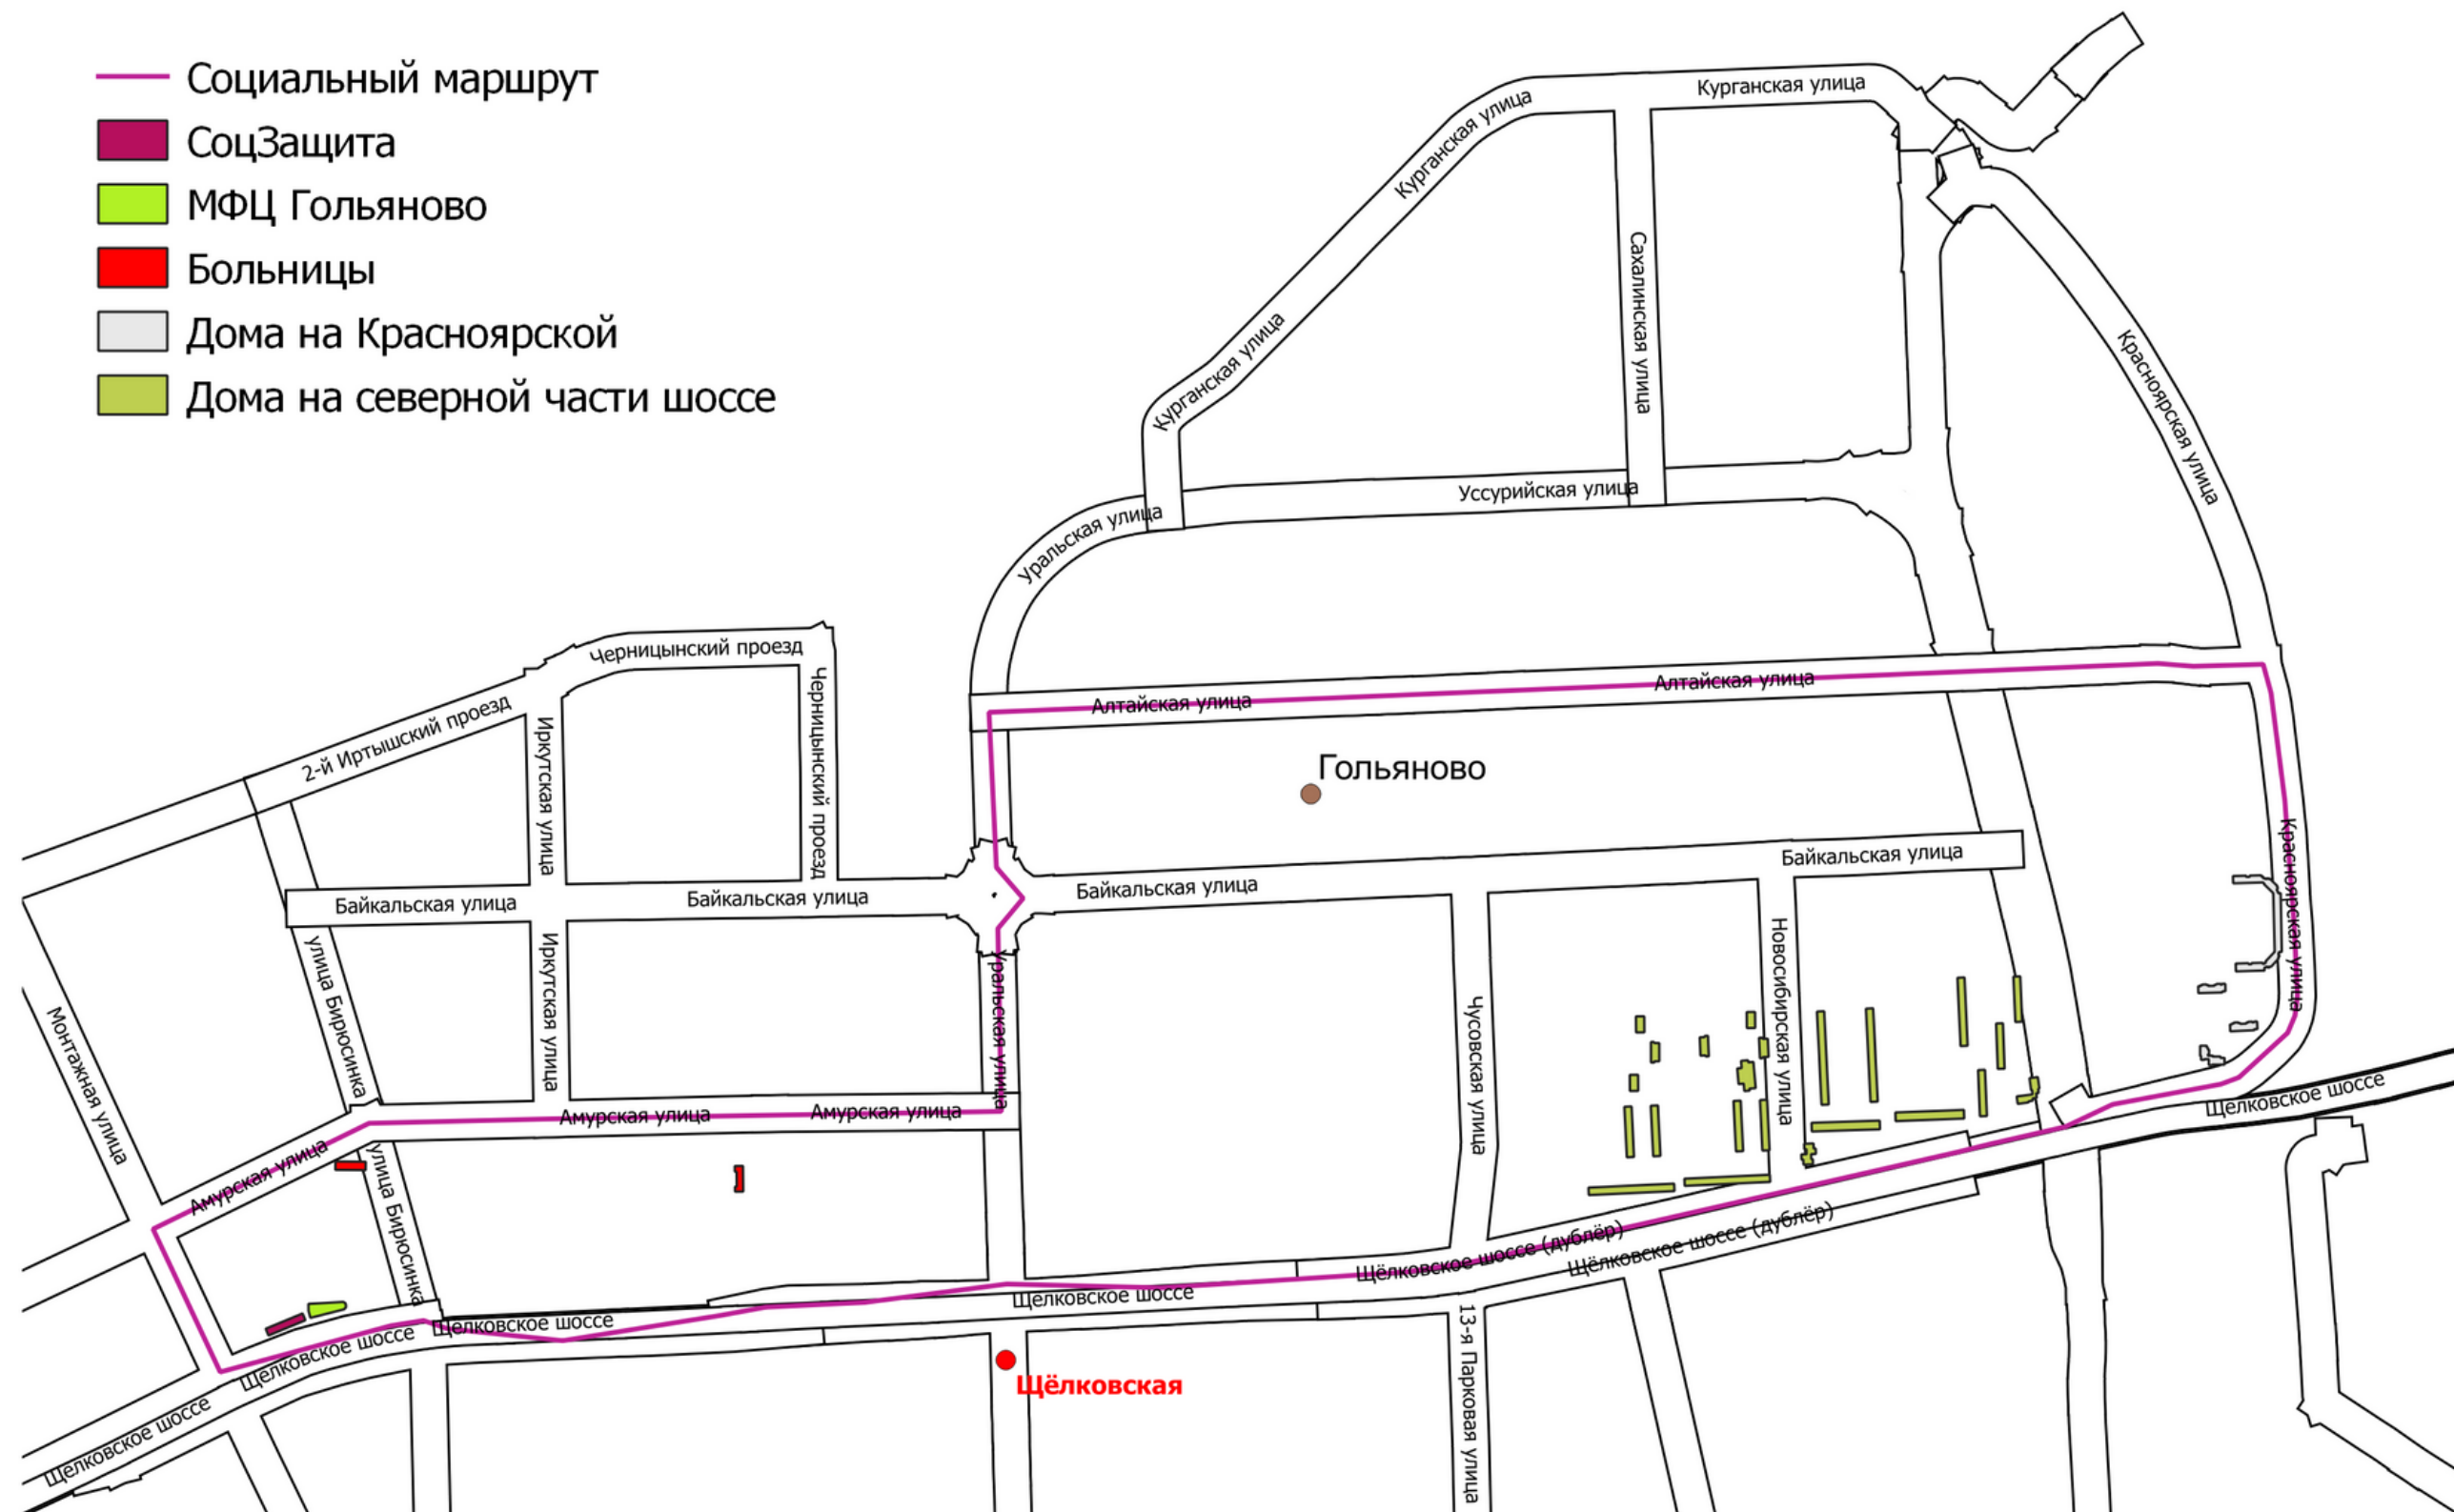 Социальный маршрут
СоцЗащита
МФЦ Гольяново
Больницы
Дома на Красноярской
Дома на северной части шоссе
Курганская улица
Курганская улица
Курганская улица
Сахалинская улица
Красноярская улица
Уссурийская улица
Уральская улица
Черницынский проезд
Черницынский проезд
2-й Иртышский проезд
Иркутская улица
Алтайская улица
Алтайская улица
Гольяново
Байкальская улица
Байкальская улица
Байкальская улица
Байкальская улица
Красноярская улица
улица Бирюсинка
Иркутская улица
Уральская улица
Чусовская улица
Новосибирская улица
Монтажная улица
Амурская улица
Амурская улица
Амурская улица
улица Бирюсинка
Щелковское шоссе
Щёлковское шоссе (дублёр)
Щёлковское шоссе (дублёр)
Щелковское шоссе
Щелковское шоссе
Щелковское шоссе
Щелковское шоссе
13-я Парковая улица
Щёлковская